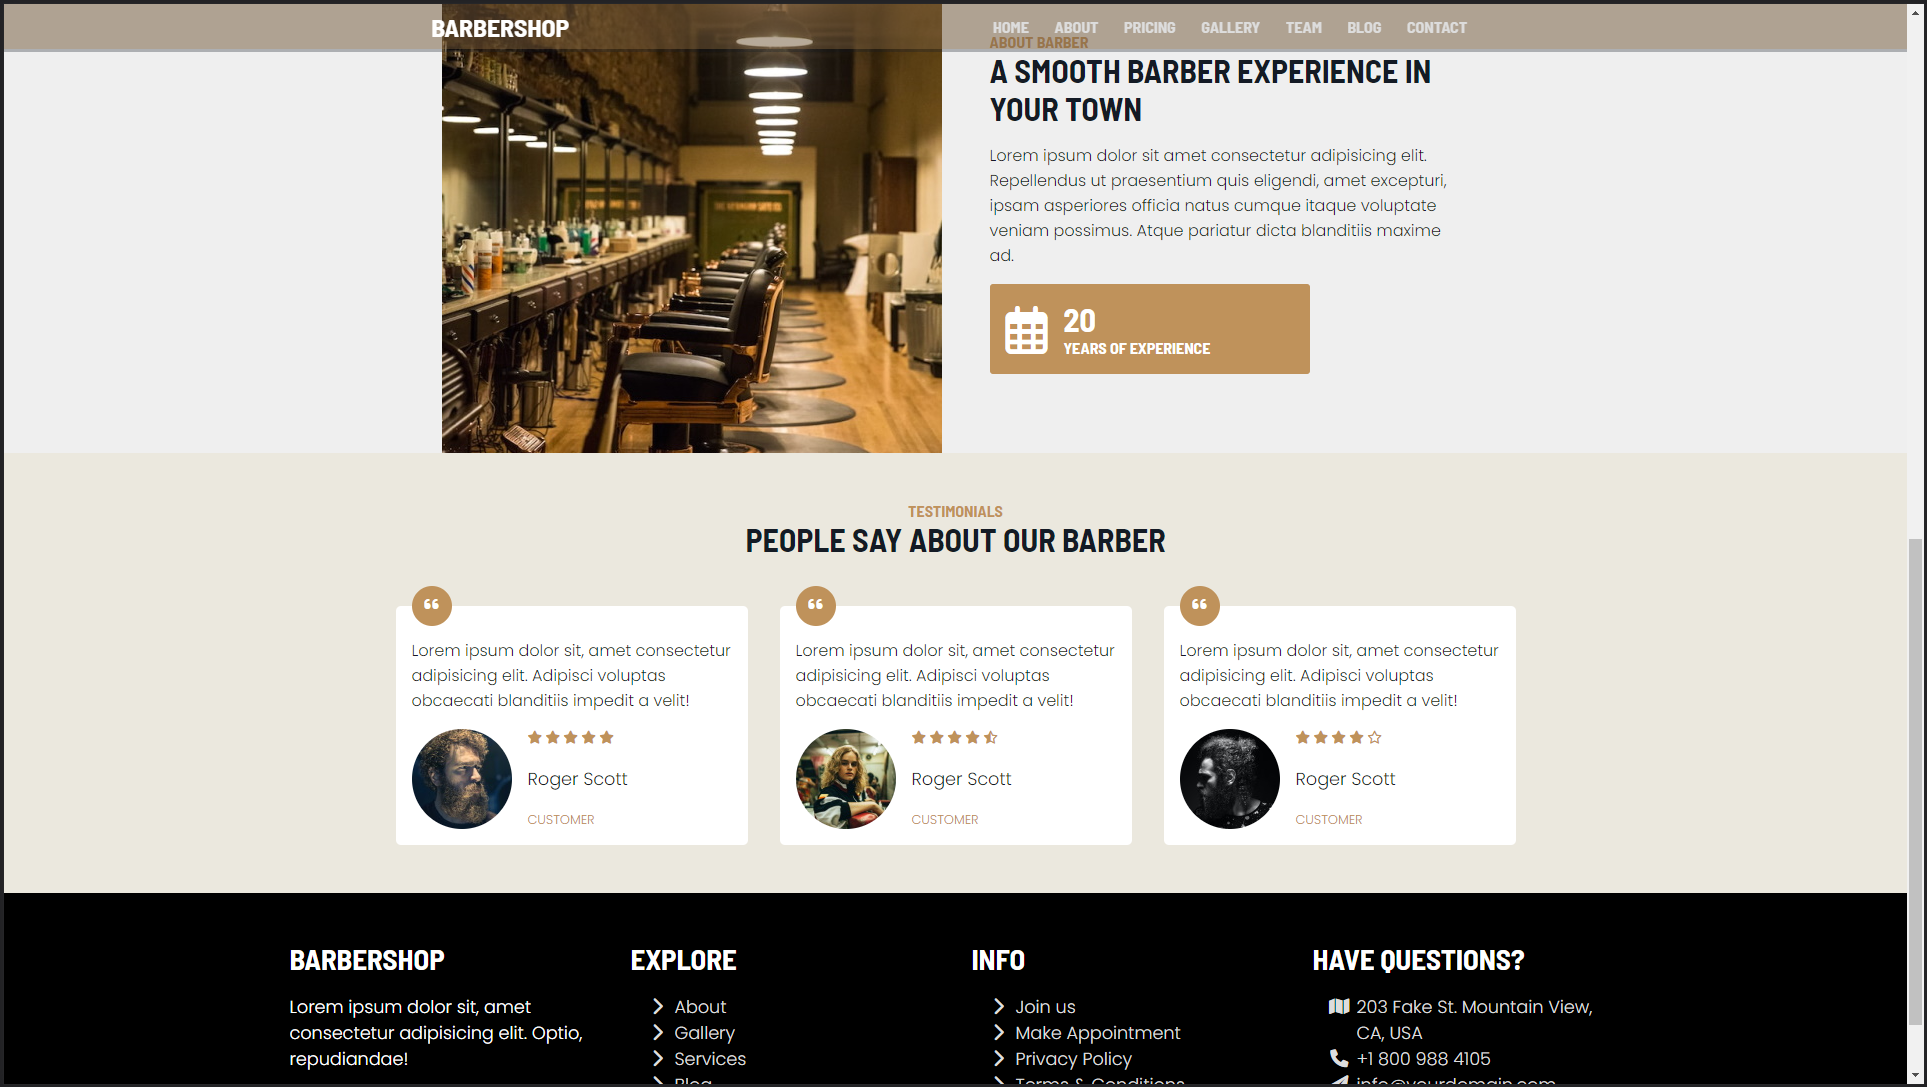 BARBERSHOP
HOME ABOUT PRICING GALLERY TEAM BLOG CONTACT
ABOUT BARBER
A SMOOTH BARBER EXPERIENCE IN
YOUR TOWN
Lorem ipsum dolor sit amet consectetur adipisicing elit.
Repellendus ut praesentium quis eligendi, amet excepturi,
ipsam asperiores officia natus cumque itaque voluptate
veniam possimus. Atque pariatur dicta blanditiis maxime
ad.
20
YEARS OF EXPERIENCE
TESTIMONIALS
PEOPLE SAY ABOUT OUR BARBER
Lorem ipsum dolor sit, amet consectetur
adipisicing elit. Adipisci voluptas
obcaecati blanditiis impedit a velit!
Roger Scott
CUSTOMER
Lorem ipsum dolor sit, amet consectetur
adipisicing elit. Adipisci voluptas
obcaecati blanditiis impedit a velit!
Roger Scott
CUSTOMER
Lorem ipsum dolor sit, amet consectetur
adipisicing elit. Adipisci voluptas
obcaecati blanditiis impedit a velit!
Roger Scott
CUSTOMER
BARBERSHOP
Lorem ipsum dolor sit, amet
consectetur adipisicing elit. Optio,
repudiandae!
EXPLORE
About
Gallery
Services
Blog
INFO
Join us
Make Appointment
Privacy Policy
Terms & Conditions
HAVE QUESTIONS?
203 Fake St. Mountain View,
CA, USA
+1 800 988 4105
info@yourdomain.com